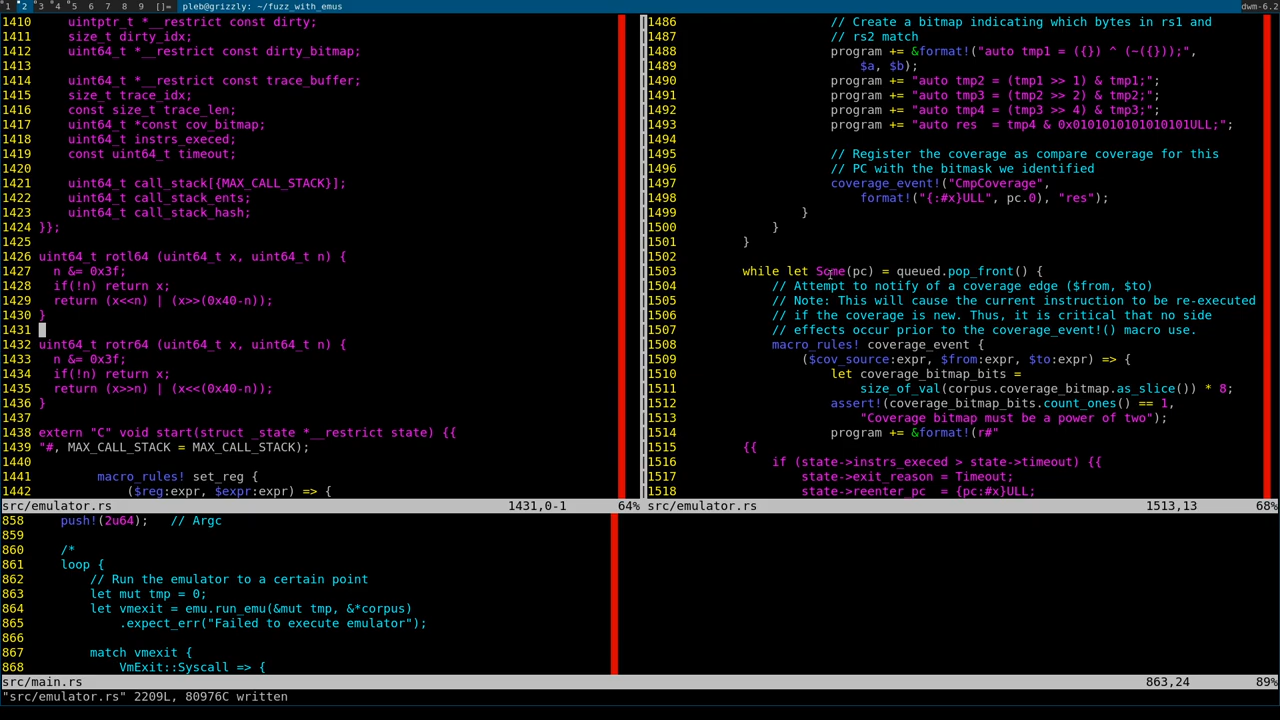 1 2 3 4 5 6 7 8 9 []= pleb@grizzly: ~/fuzz_with_emus dwm-6.2
1410     uintptr_t *__restrict const dirty;
1411     size_t dirty_idx;
1412     uint64_t *__restrict const dirty_bitmap;
1413
1414     uint64_t *__restrict const trace_buffer;
1415     size_t trace_idx;
1416     const size_t trace_len;
1417     uint64_t *const cov_bitmap;
1418     uint64_t instrs_execed;
1419     const uint64_t timeout;
1420
1421     uint64_t call_stack[{MAX_CALL_STACK}];
1422     uint64_t call_stack_ents;
1423     uint64_t call_stack_hash;
1424 }};
1425
1426 uint64_t rotl64 (uint64_t x, uint64_t n) {
1427   n &= 0x3f;
1428   if(!n) return x;
1429   return (x<<n) | (x>>(0x40-n));
1430 }
1431
1432 uint64_t rotr64 (uint64_t x, uint64_t n) {
1433   n &= 0x3f;
1434   if(!n) return x;
1435   return (x>>n) | (x<<(0x40-n));
1436 }
1437
1438 extern "C" void start(struct _state *__restrict state) {{
1439 "#, MAX_CALL_STACK = MAX_CALL_STACK);
1440
1441         macro_rules! set_reg {
1442             ($reg:expr, $expr:expr) => {
src/emulator.rs 1431,0-1 64%
1486                     // Create a bitmap indicating which bytes in rs1 and
1487                     // rs2 match
1488                     program += &format!("auto tmp1 = ({}) ^ (~({}));",
1489                         $a, $b);
1490                     program += "auto tmp2 = (tmp1 >> 1) & tmp1;";
1491                     program += "auto tmp3 = (tmp2 >> 2) & tmp2;";
1492                     program += "auto tmp4 = (tmp3 >> 4) & tmp3;";
1493                     program += "auto res  = tmp4 & 0x0101010101010101ULL;";
1494
1495                     // Register the coverage as compare coverage for this
1496                     // PC with the bitmask we identified
1497                     coverage_event!("CmpCoverage",
1498                         format!("{:#x}ULL", pc.0), "res");
1499                 }
1500             }
1501         }
1502
1503         while let Some(pc) = queued.pop_front() {
1504             // Attempt to notify of a coverage edge ($from, $to)
1505             // Note: This will cause the current instruction to be re-executed
1506             // if the coverage is new. Thus, it is critical that no side
1507             // effects occur prior to the coverage_event!() macro use.
1508             macro_rules! coverage_event {
1509                 ($cov_source:expr, $from:expr, $to:expr) => {
1510                     let coverage_bitmap_bits =
1511                         size_of_val(corpus.coverage_bitmap.as_slice()) * 8;
1512                     assert!(coverage_bitmap_bits.count_ones() == 1,
1513                         "Coverage bitmap must be a power of two");
1514                     program += &format!(r#"
1515         {{
1516             if (state->instrs_execed > state->timeout) {{
1517                 state->exit_reason = Timeout;
1518                 state->reenter_pc  = {pc:#x}ULL;
src/emulator.rs 1513,13 68%
858     push!(2u64);   // Argc
859
860     /*
861     loop {
862         // Run the emulator to a certain point
863         let mut tmp = 0;
864         let vmexit = emu.run_emu(&mut tmp, &*corpus)
865             .expect_err("Failed to execute emulator");
866
867         match vmexit {
868             VmExit::Syscall => {
src/main.rs 863,24 89%
"src/emulator.rs" 2209L, 80976C written